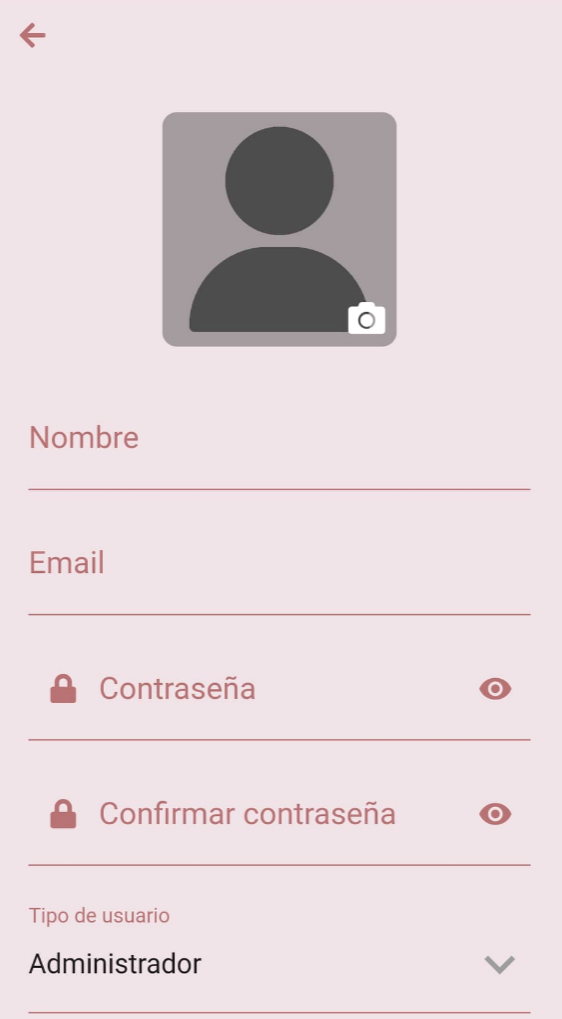 Nombre
Email
Contraseña
Confirmar contraseña
Tipo de usuario
Administrador